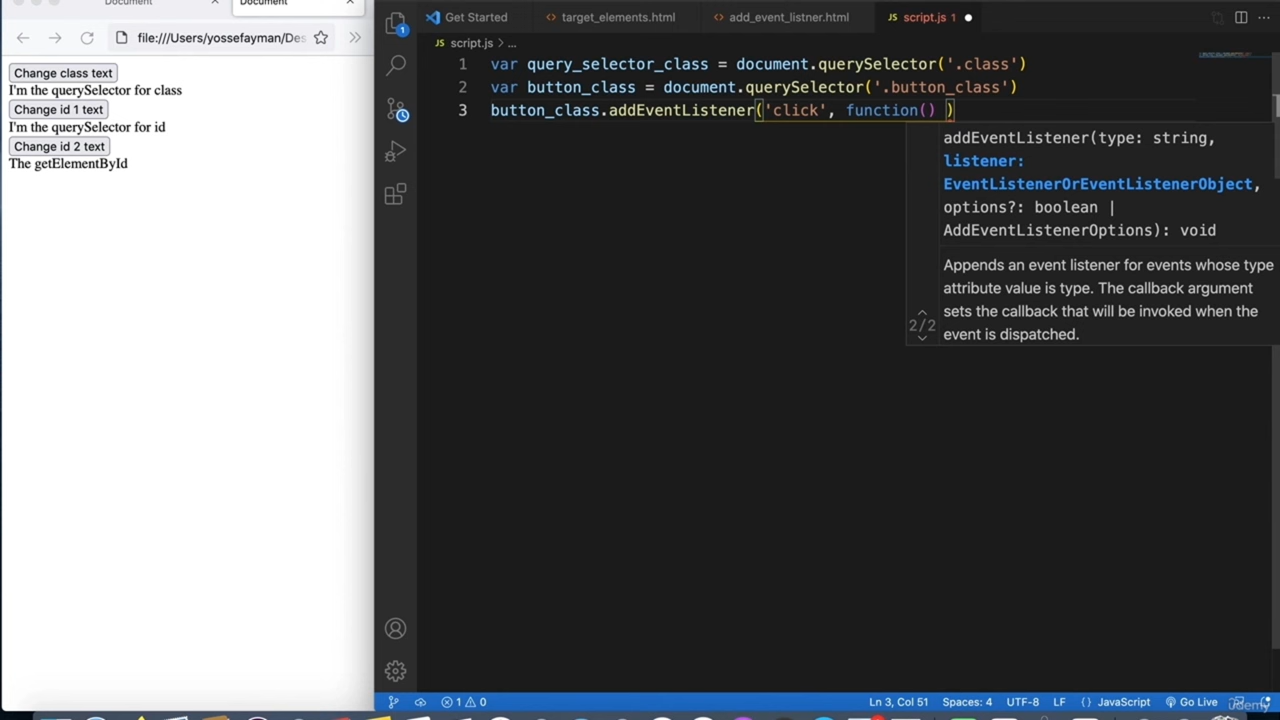 Document
Document
file:///Users/yossefayman/Des
Change class text
I'm the querySelector for class
Change id 1 text
I'm the querySelector for id
Change id 2 text
The getElementById
1
Get Started
target_elements.html
add_event_listner.html
JS script.js 1
JS script.js > ...
1 var query_selector_class = document.querySelector('.class')
2 var button_class = document.querySelector('.button_class')
3 button_class.addEventListener('click', function() )
addEventListener(type: string,
listener:
EventListenerOrEventListenerObject,
options?: boolean |
AddEventListenerOptions): void
Appends an event listener for events whose type
attribute value is type. The callback argument
sets the callback that will be invoked when the
event is dispatched.
2/2
1 0
Ln 3, Col 51
Spaces: 4
UTF-8
LF
{ } JavaScript
Go Live
Udemy